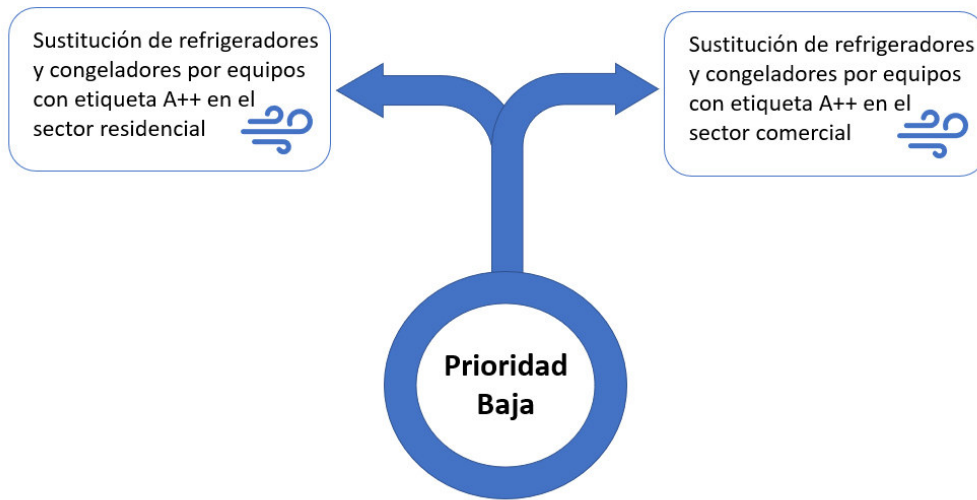 Sustitución de refrigeradores
y congeladores por equipos
con etiqueta A++ en el
sector residencial
Sustitución de refrigeradores
y congeladores por equipos
con etiqueta A++ en el
sector comercial
Prioridad
Baja